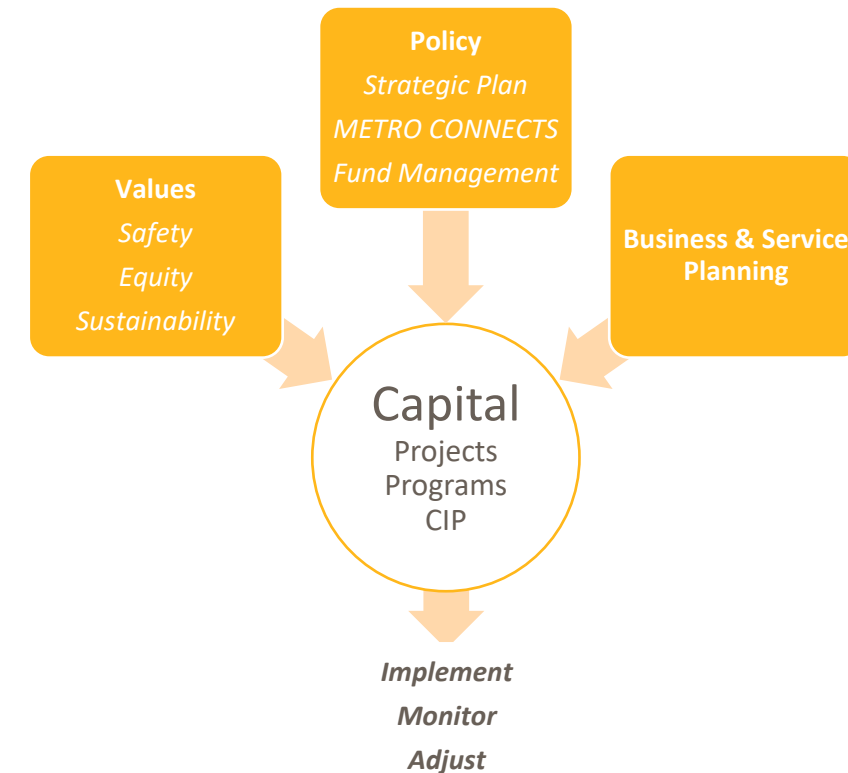 Policy
Strategic Plan
METRO CONNECTS
Fund Management
Values
Safety
Equity
Sustainability
Business & Service
Planning
Capital
Projects
Programs
CIP
Implement
Monitor
Adjust